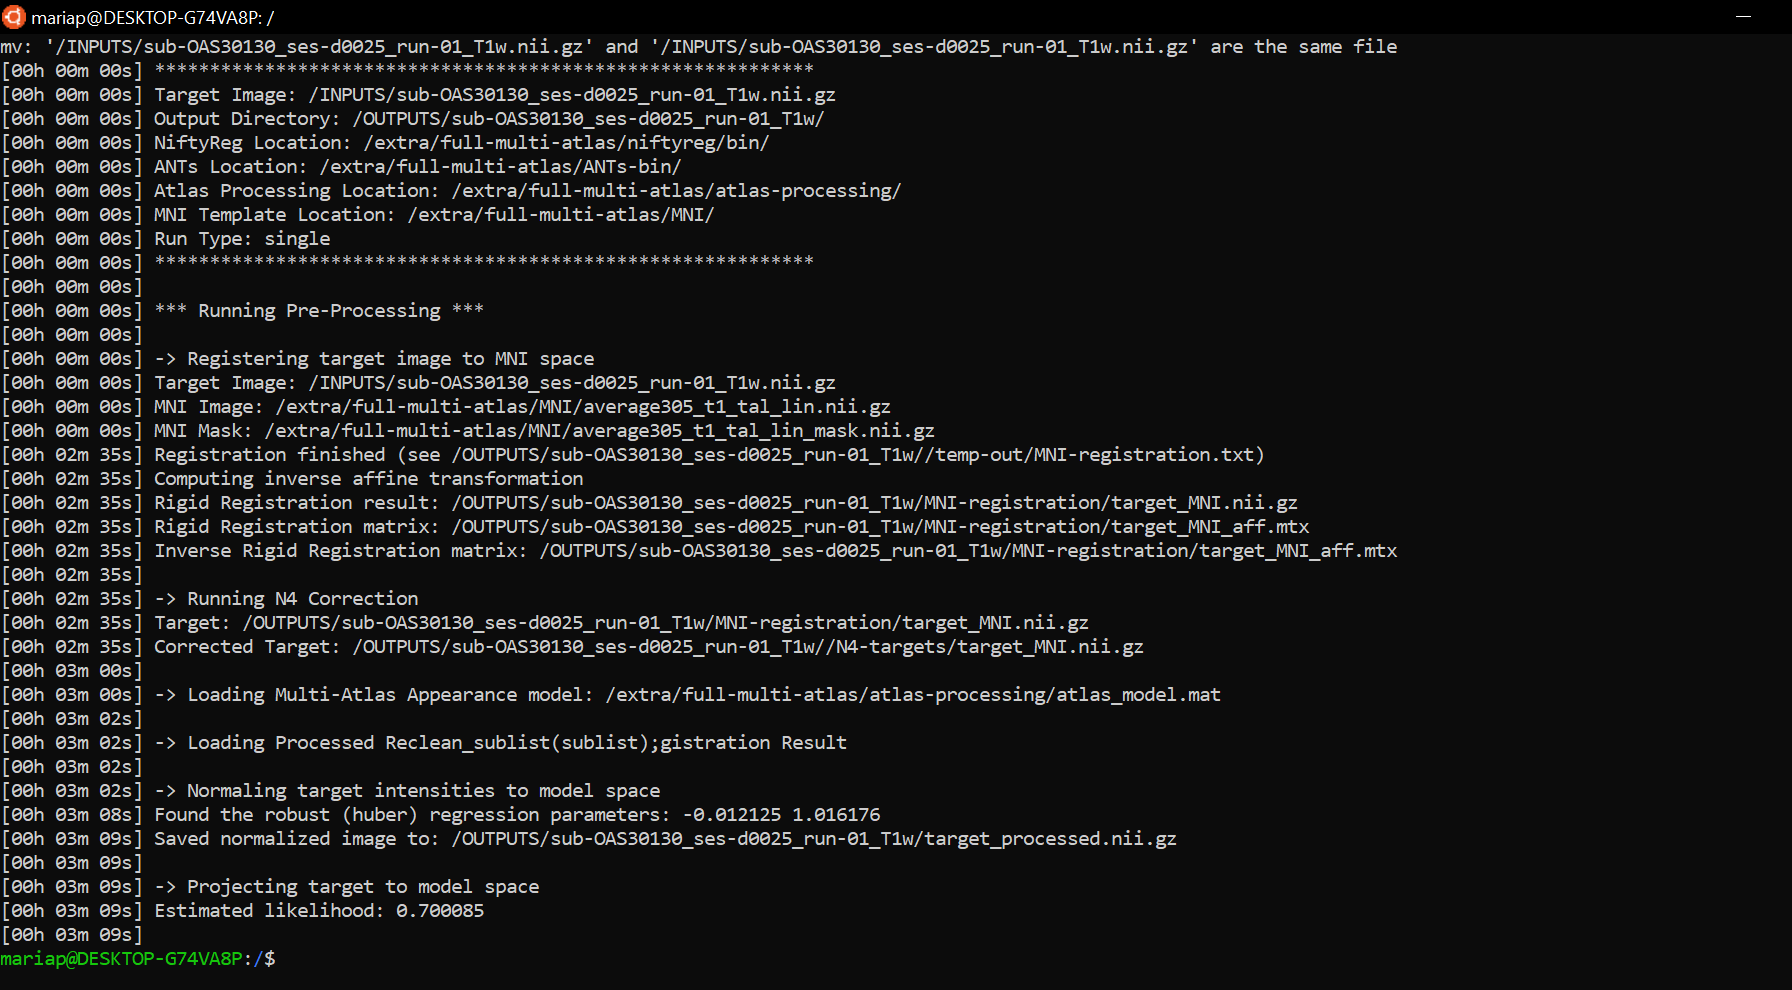 mariap@DESKTOP-G74VA8P: /
mv: '/INPUTS/sub-OAS30130_ses-d0025_run-01_T1w.nii.gz' and '/INPUTS/sub-OAS30130_ses-d0025_run-01_T1w.nii.gz' are the same file
[00h 00m 00s] ************************************************************
[00h 00m 00s] Target Image: /INPUTS/sub-OAS30130_ses-d0025_run-01_T1w.nii.gz
[00h 00m 00s] Output Directory: /OUTPUTS/sub-OAS30130_ses-d0025_run-01_T1w/
[00h 00m 00s] NiftyReg Location: /extra/full-multi-atlas/niftyreg/bin/
[00h 00m 00s] ANTs Location: /extra/full-multi-atlas/ANTs-bin/
[00h 00m 00s] Atlas Processing Location: /extra/full-multi-atlas/atlas-processing/
[00h 00m 00s] MNI Template Location: /extra/full-multi-atlas/MNI/
[00h 00m 00s] Run Type: single
[00h 00m 00s] ************************************************************
[00h 00m 00s]
[00h 00m 00s] *** Running Pre-Processing ***
[00h 00m 00s]
[00h 00m 00s] -> Registering target image to MNI space
[00h 00m 00s] Target Image: /INPUTS/sub-OAS30130_ses-d0025_run-01_T1w.nii.gz
[00h 00m 00s] MNI Image: /extra/full-multi-atlas/MNI/average305_t1_tal_lin.nii.gz
[00h 00m 00s] MNI Mask: /extra/full-multi-atlas/MNI/average305_t1_tal_lin_mask.nii.gz
[00h 02m 35s] Registration finished (see /OUTPUTS/sub-OAS30130_ses-d0025_run-01_T1w//temp-out/MNI-registration.txt)
[00h 02m 35s] Computing inverse affine transformation
[00h 02m 35s] Rigid Registration result: /OUTPUTS/sub-OAS30130_ses-d0025_run-01_T1w/MNI-registration/target_MNI.nii.gz
[00h 02m 35s] Rigid Registration matrix: /OUTPUTS/sub-OAS30130_ses-d0025_run-01_T1w/MNI-registration/target_MNI_aff.mtx
[00h 02m 35s] Inverse Rigid Registration matrix: /OUTPUTS/sub-OAS30130_ses-d0025_run-01_T1w/MNI-registration/target_MNI_aff.mtx
[00h 02m 35s]
[00h 02m 35s] -> Running N4 Correction
[00h 02m 35s] Target: /OUTPUTS/sub-OAS30130_ses-d0025_run-01_T1w/MNI-registration/target_MNI.nii.gz
[00h 02m 35s] Corrected Target: /OUTPUTS/sub-OAS30130_ses-d0025_run-01_T1w//N4-targets/target_MNI.nii.gz
[00h 03m 00s]
[00h 03m 00s] -> Loading Multi-Atlas Appearance model: /extra/full-multi-atlas/atlas-processing/atlas_model.mat
[00h 03m 02s]
[00h 03m 02s] -> Loading Processed Reclean_sublist(sublist);gistration Result
[00h 03m 02s]
[00h 03m 02s] -> Normaling target intensities to model space
[00h 03m 08s] Found the robust (huber) regression parameters: -0.012125 1.016176
[00h 03m 09s] Saved normalized image to: /OUTPUTS/sub-OAS30130_ses-d0025_run-01_T1w/target_processed.nii.gz
[00h 03m 09s]
[00h 03m 09s] -> Projecting target to model space
[00h 03m 09s] Estimated likelihood: 0.700085
[00h 03m 09s]
mariap@DESKTOP-G74VA8P:/$